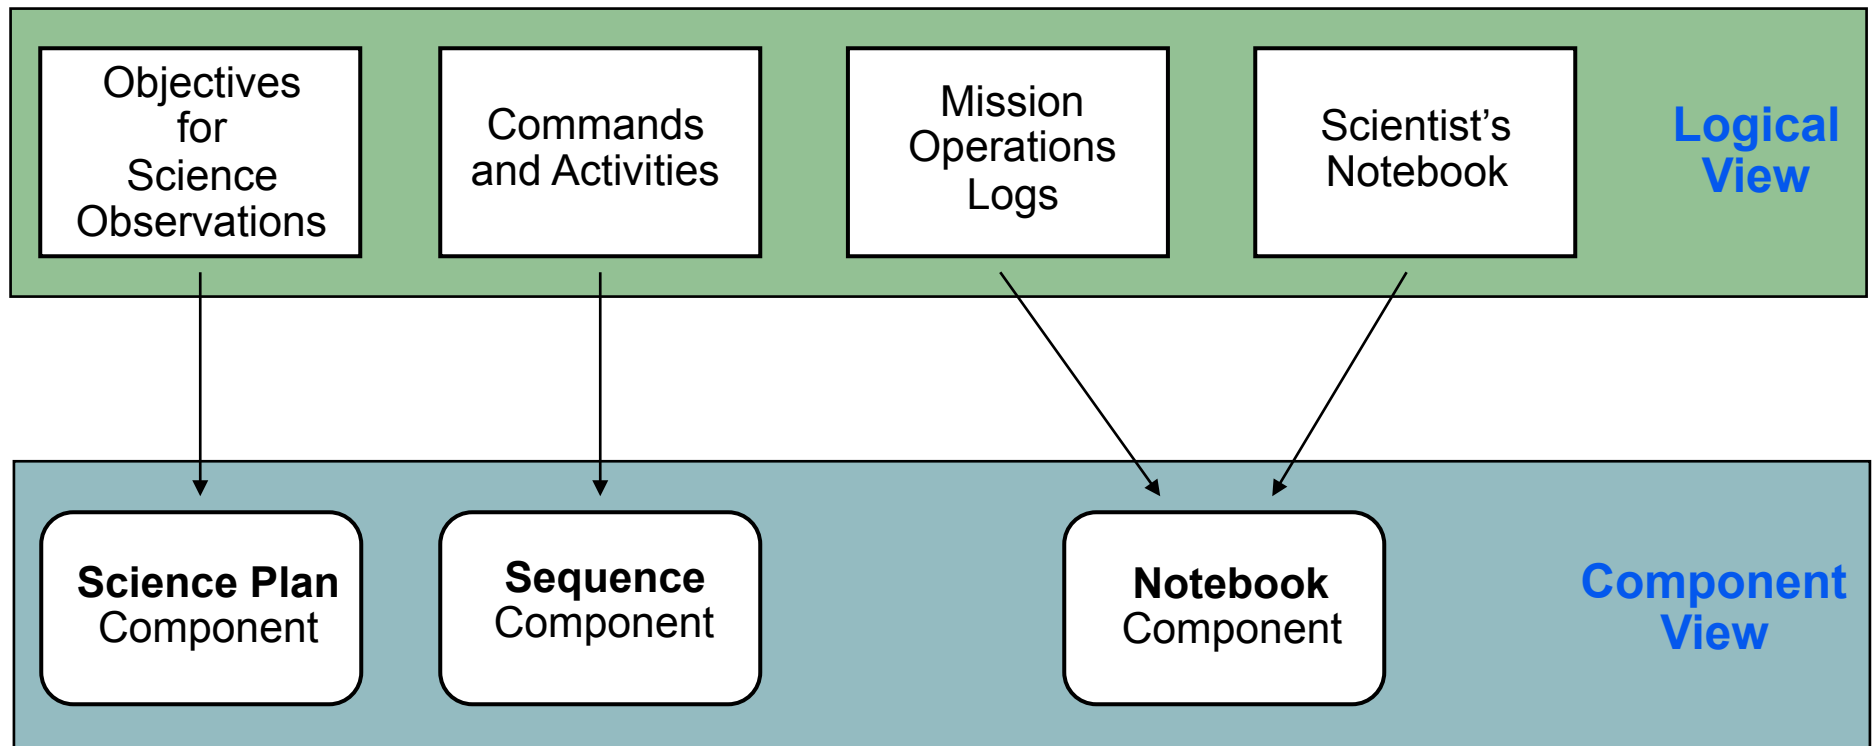 Objectives
for
Science
Observations
Commands
and Activities
Mission
Operations
Logs
Scientist's
Notebook
Logical
View
Science Plan
Component
Sequence
Component
Notebook
Component
Component
View